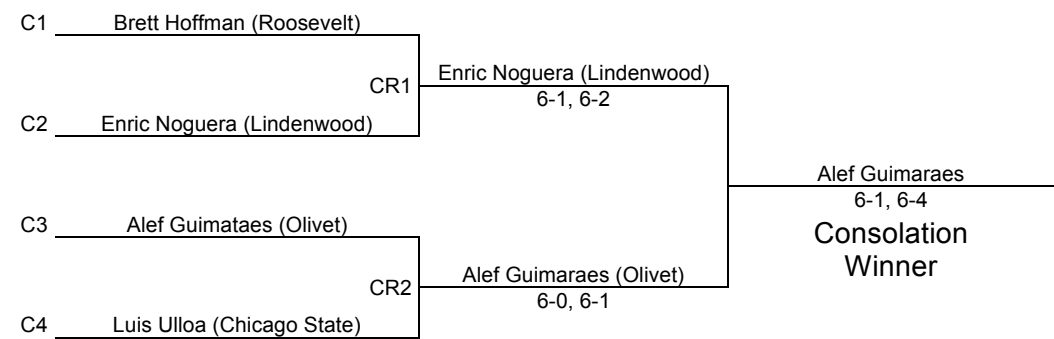 C1 Brett Hoffman (Roosevelt)
CR1 Enric Noguera (Lindenwood)
6-1, 6-2
C2 Enric Noguera (Lindenwood)
Alef Guimaraes
6-1, 6-4
Consolation
Winner
C3 Alef Guimataes (Olivet)
CR2 Alef Guimaraes (Olivet)
6-0, 6-1
C4 Luis Ulloa (Chicago State)